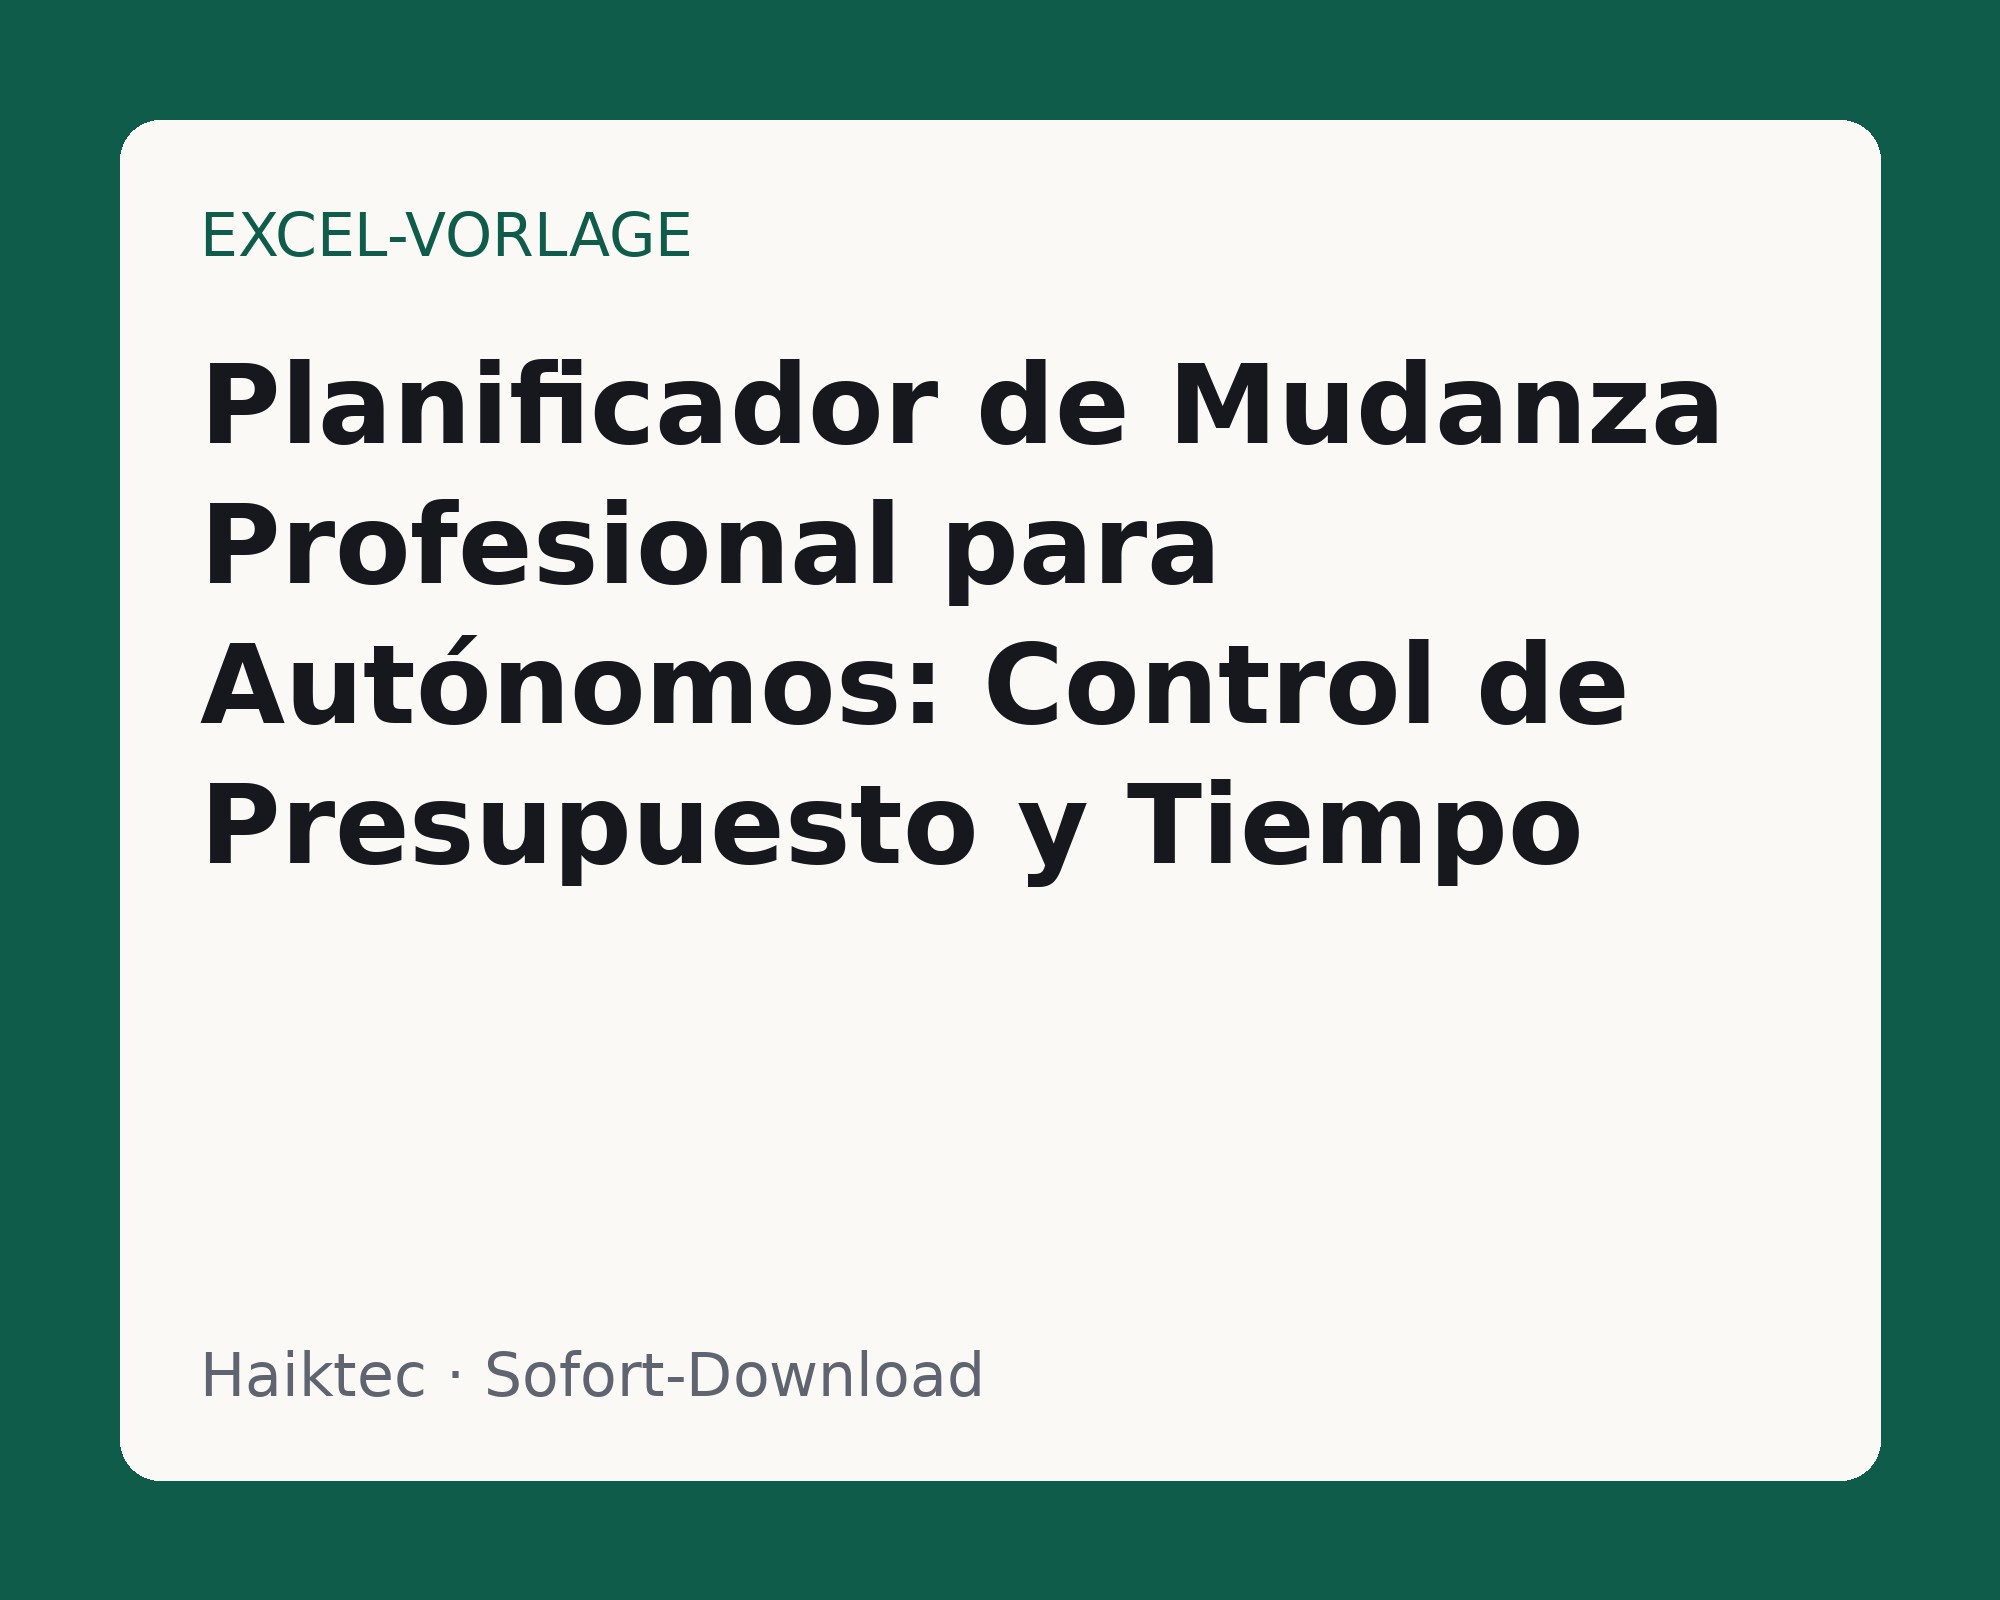 EXCEL-VORLAGE
Planificador de Mudanza
Profesional para
Autónomos: Control de
Presupuesto y Tiempo
Haiktec · Sofort-Download